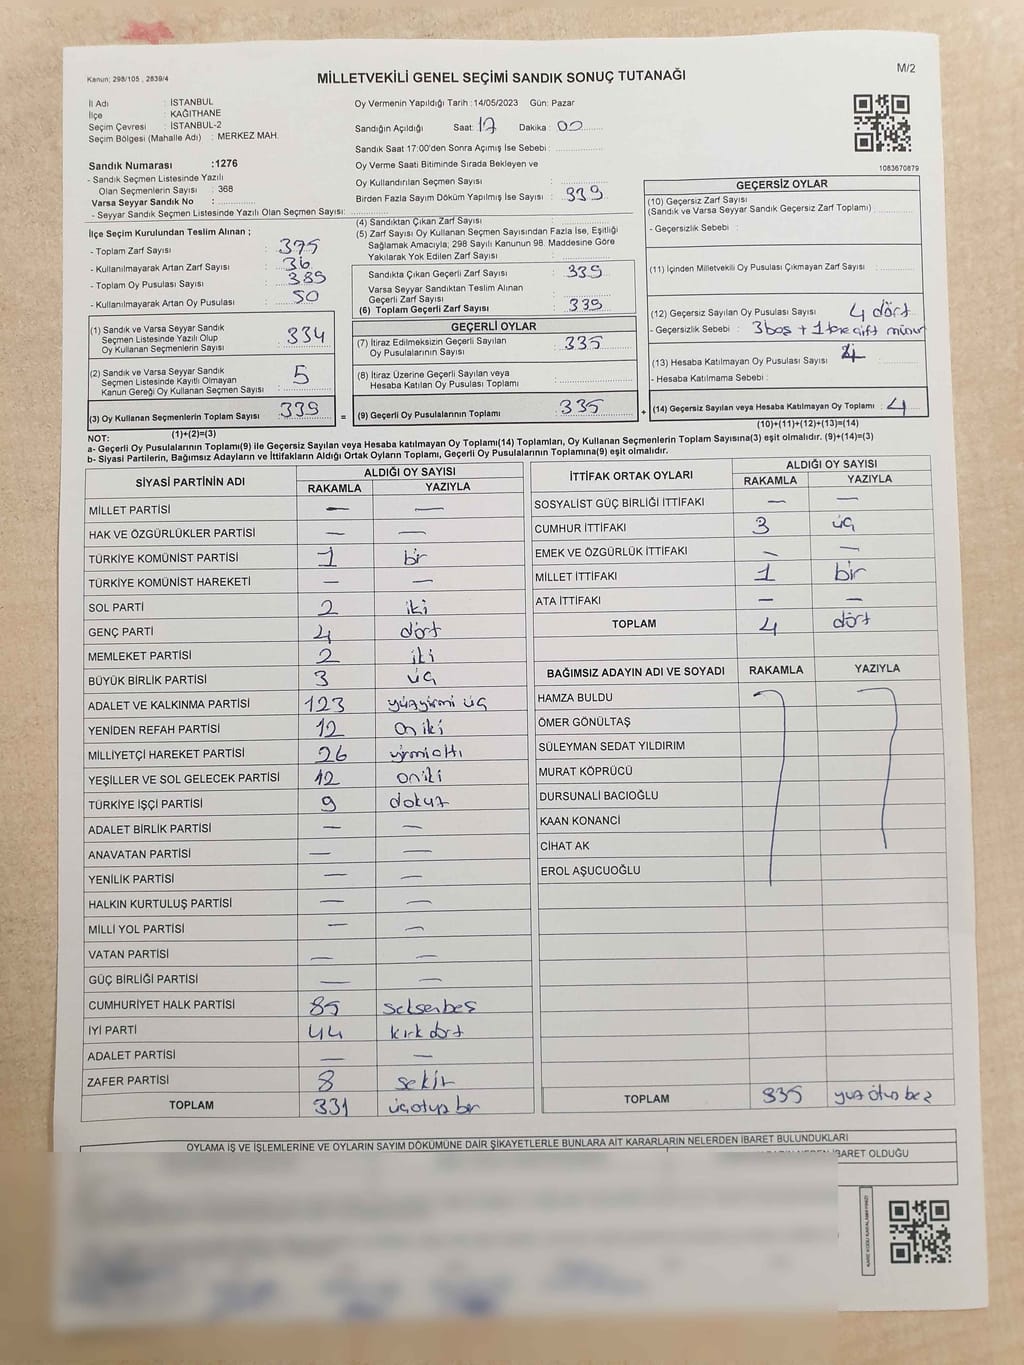 Kanun; 298/105 , 2839/4
MİLLETVEKİLİ GENEL SEÇİMİ SANDIK SONUÇ TUTANAĞI
M/2
İl Adı : İSTANBUL
İlçe : KAĞITHANE
Seçim Çevresi : İSTANBUL-2
Seçim Bölgesi (Mahalle Adı) : MERKEZ MAH.
Sandık Numarası :1276
- Sandık Seçmen Listesinde Yazılı
Olan Seçmenlerin Sayısı : 368
Varsa Seyyar Sandık No :
- Seyyar Sandık Seçmen Listesinde Yazılı Olan Seçmen Sayısı:
Oy Vermenin Yapıldığı Tarih :14/05/2023 Gün: Pazar
Sandığın Açıldığı Saat: 17 Dakika : 00
Sandık Saat 17:00'den Sonra Açımış İse Sebebi :
Oy Verme Saati Bitiminde Sırada Bekleyen ve
Oy Kullandırılan Seçmen Sayısı :
Birden Fazla Sayım Döküm Yapılmış İse Sayısı : 339
1083670879
İlçe Seçim Kurulundan Teslim Alınan ;
- Toplam Zarf Sayısı : 375
- Kullanılmayarak Artan Zarf Sayısı : 36
- Toplam Oy Pusulası Sayısı : 385
- Kullanılmayarak Artan Oy Pusulası : 50
(1) Sandık ve Varsa Seyyar Sandık
Seçmen Listesinde Yazılı Olup
Oy Kullanan Seçmenlerin Sayısı : 334
(2) Sandık ve Varsa Seyyar Sandık
Seçmen Listesinde Kayıtlı Olmayan
Kanun Gereği Oy Kullanan Seçmen Sayısı : 5
(3) Oy Kullanan Seçmenlerin Toplam Sayısı : 339
(1)+(2)=(3)
(4) Sandıktan Çıkan Zarf Sayısı :
(5) Zarf Sayısı Oy Kullanan Seçmen Sayısından Fazla İse, Eşitliği
Sağlamak Amacıyla; 298 Sayılı Kanunun 98. Maddesine Göre
Yakılarak Yok Edilen Zarf Sayısı :
Sandıkta Çıkan Geçerli Zarf Sayısı : 339
Varsa Seyyar Sandıktan Teslim Alınan
Geçerli Zarf Sayısı :
(6) Toplam Geçerli Zarf Sayısı : 339
GEÇERLİ OYLAR
(7) İtiraz Edilmeksizin Geçerli Sayılan
Oy Pusulalarının Sayısı : 335
(8) İtiraz Üzerine Geçerli Sayılan veya
Hesaba Katılan Oy Pusulası Toplamı :
= (9) Geçerli Oy Pusulalarının Toplamı : 335
GEÇERSİZ OYLAR
(10) Geçersiz Zarf Sayısı
(Sandık ve Varsa Seyyar Sandık Geçersiz Zarf Toplamı) :
- Geçersizlik Sebebi :
(11) İçinden Milletvekili Oy Pusulası Çıkmayan Zarf Sayısı :
(12) Geçersiz Sayılan Oy Pusulası Sayısı : 4 dört
- Geçersizlik Sebebi : 3 boş + 1
(13) Hesaba Katılmayan Oy Pusulası Sayısı :
- Hesaba Katılmama Sebebi :
+ (14) Geçersiz Sayılan veya Hesaba Katılmayan Oy Toplamı : 4
(10)+(11)+(12)+(13)=(14)
NOT:
a- Geçerli Oy Pusulalarının Toplamı(9) ile Geçersiz Sayılan veya Hesaba katılmayan Oy Toplamı(14) Toplamları, Oy Kullanan Seçmenlerin Toplam Sayısına(3) eşit olmalıdır. (9)+(14)=(3)
b- Siyasi Partilerin, Bağımsız Adayların ve İttifakların Aldığı Ortak Oyların Toplamı, Geçerli Oy Pusulalarının Toplamına(9) eşit olmalıdır.
SİYASİ PARTİNİN ADI ALDIĞI OY SAYISI
RAKAMLA YAZIYLA
MİLLET PARTİSİ — —
HAK VE ÖZGÜRLÜKLER PARTİSİ — —
TÜRKİYE KOMÜNİST PARTİSİ 1 bir
TÜRKİYE KOMÜNİST HAREKETİ — —
SOL PARTİ 2 iki
GENÇ PARTİ 4 dört
MEMLEKET PARTİSİ 2 iki
BÜYÜK BİRLİK PARTİSİ 3 üç
ADALET VE KALKINMA PARTİSİ 123 yüzyirmi üç
YENİDEN REFAH PARTİSİ 12 on iki
MİLLİYETÇİ HAREKET PARTİSİ 26 yirmialtı
YEŞİLLER VE SOL GELECEK PARTİSİ 12 oniki
TÜRKİYE İŞÇİ PARTİSİ 9 dokuz
ADALET BİRLİK PARTİSİ — —
ANAVATAN PARTİSİ — —
YENİLİK PARTİSİ — —
HALKIN KURTULUŞ PARTİSİ — —
MİLLİ YOL PARTİSİ — —
VATAN PARTİSİ — —
GÜÇ BİRLİĞİ PARTİSİ — —
CUMHURİYET HALK PARTİSİ 85 seksenbeş
İYİ PARTİ 44 kırk dört
ADALET PARTİSİ — —
ZAFER PARTİSİ 8 sekiz
TOPLAM 331 üçotuz bir
İTTİFAK ORTAK OYLARI ALDIĞI OY SAYISI
RAKAMLA YAZIYLA
SOSYALİST GÜÇ BİRLİĞİ İTTİFAKI — —
CUMHUR İTTİFAKI 3 üç
EMEK VE ÖZGÜRLÜK İTTİFAKI — —
MİLLET İTTİFAKI 1 bir
ATA İTTİFAKI — —
TOPLAM 4 dört
BAĞIMSIZ ADAYIN ADI VE SOYADI RAKAMLA YAZIYLA
HAMZA BULDU
ÖMER GÖNÜLTAŞ
SÜLEYMAN SEDAT YILDIRIM
MURAT KÖPRÜCÜ
DURSUNALİ BACIOĞLU
KAAN KONANCİ
CİHAT AK
EROL AŞUCUOĞLU
TOPLAM 335 yüz otuz beş
OYLAMA İŞ VE İŞLEMLERİNE VE OYLARIN SAYIM DÖKÜMÜNE DAİR ŞİKAYETLERLE BUNLARA AİT KARARLARIN NELERDEN İBARET BULUNDUKLARI
İBARET OLDUĞU